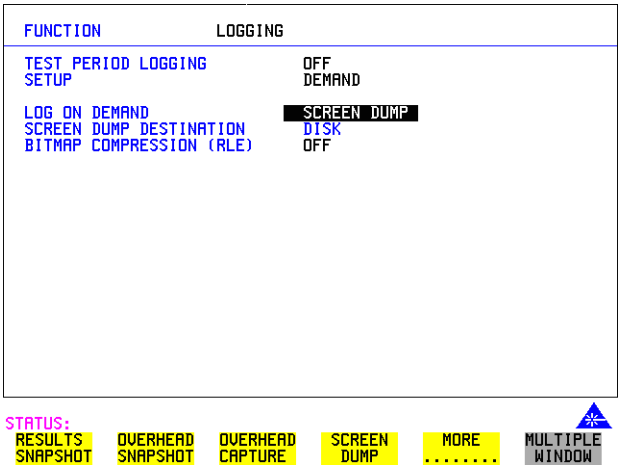 FUNCTION LOGGING
TEST PERIOD LOGGING OFF
SETUP DEMAND
LOG ON DEMAND SCREEN DUMP
SCREEN DUMP DESTINATION DISK
BITMAP COMPRESSION (RLE) OFF
STATUS:
RESULTS OVERHEAD OVERHEAD SCREEN MORE MULTIPLE
SNAPSHOT SNAPSHOT CAPTURE DUMP ........ WINDOW